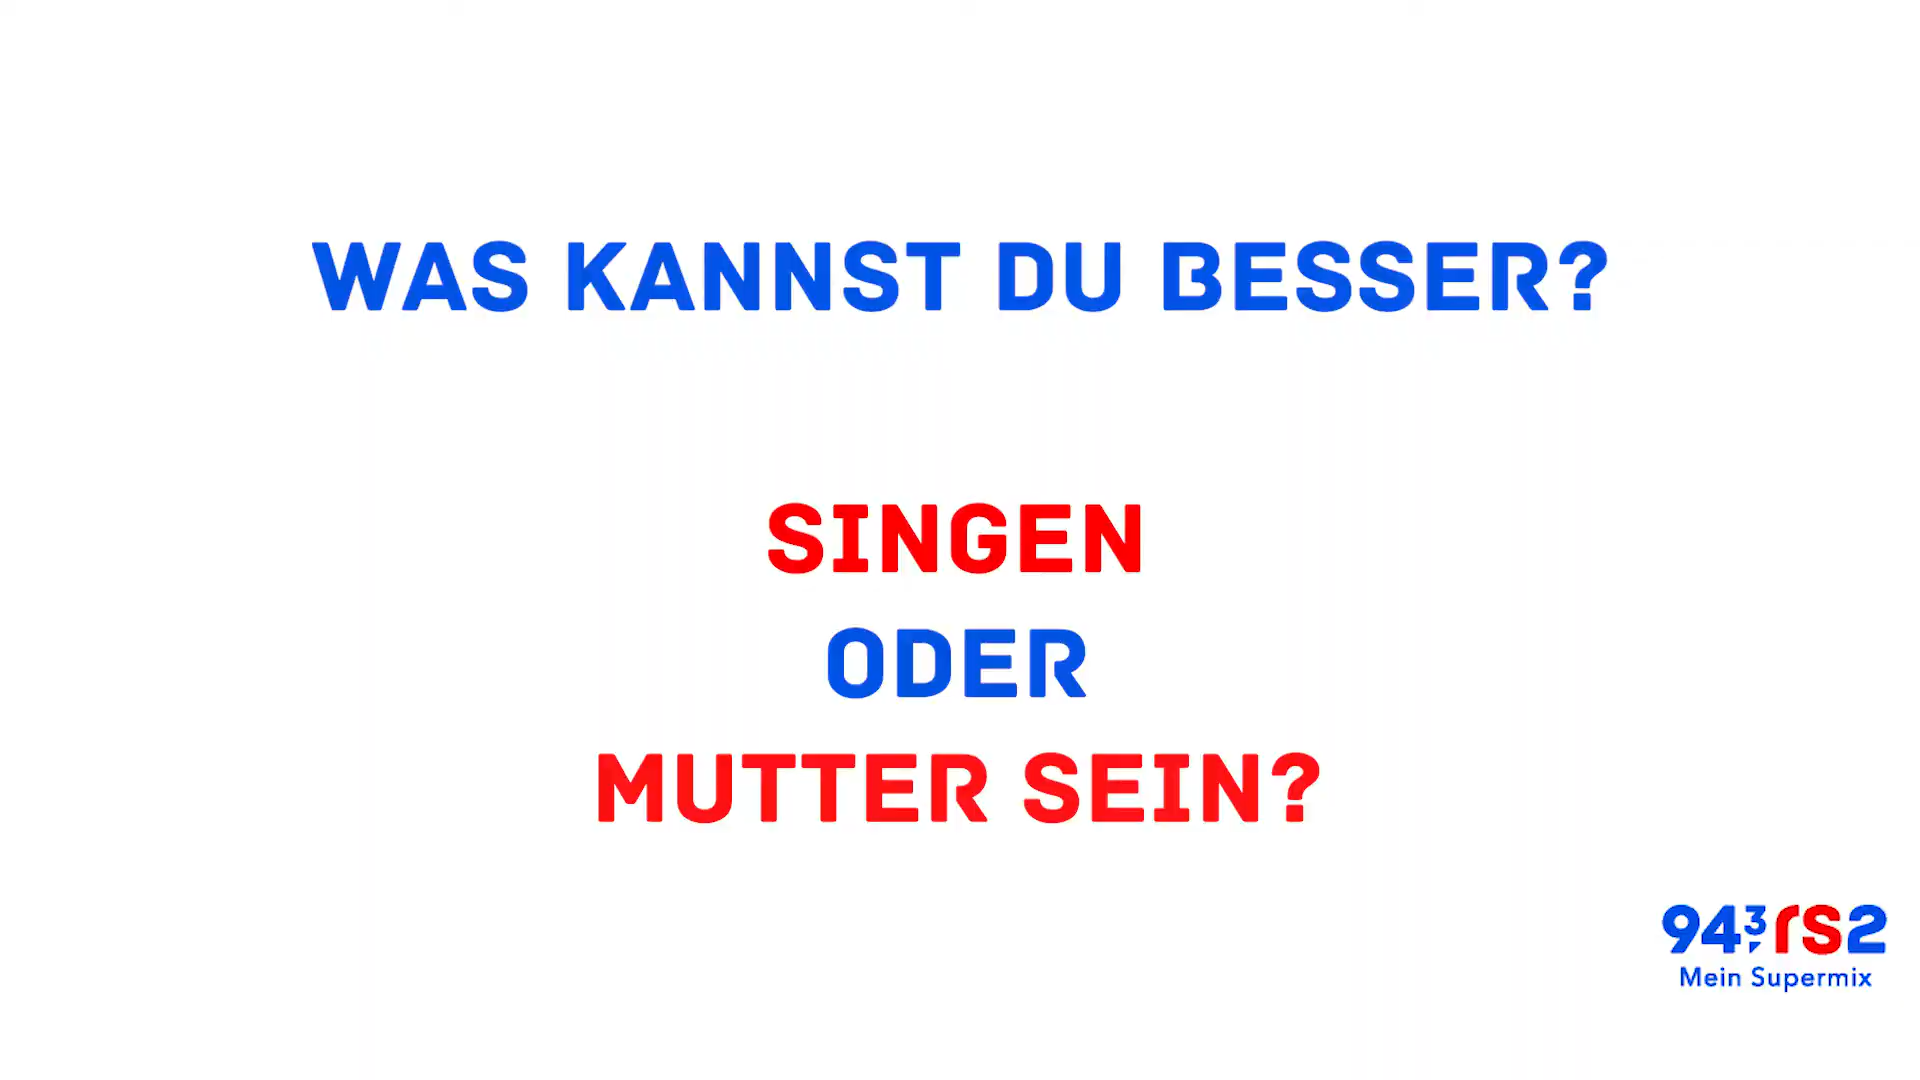 WAS KANNST DU BESSER?
SINGEN
ODER
MUTTER SEIN?
94,3 rs2
Mein Supermix